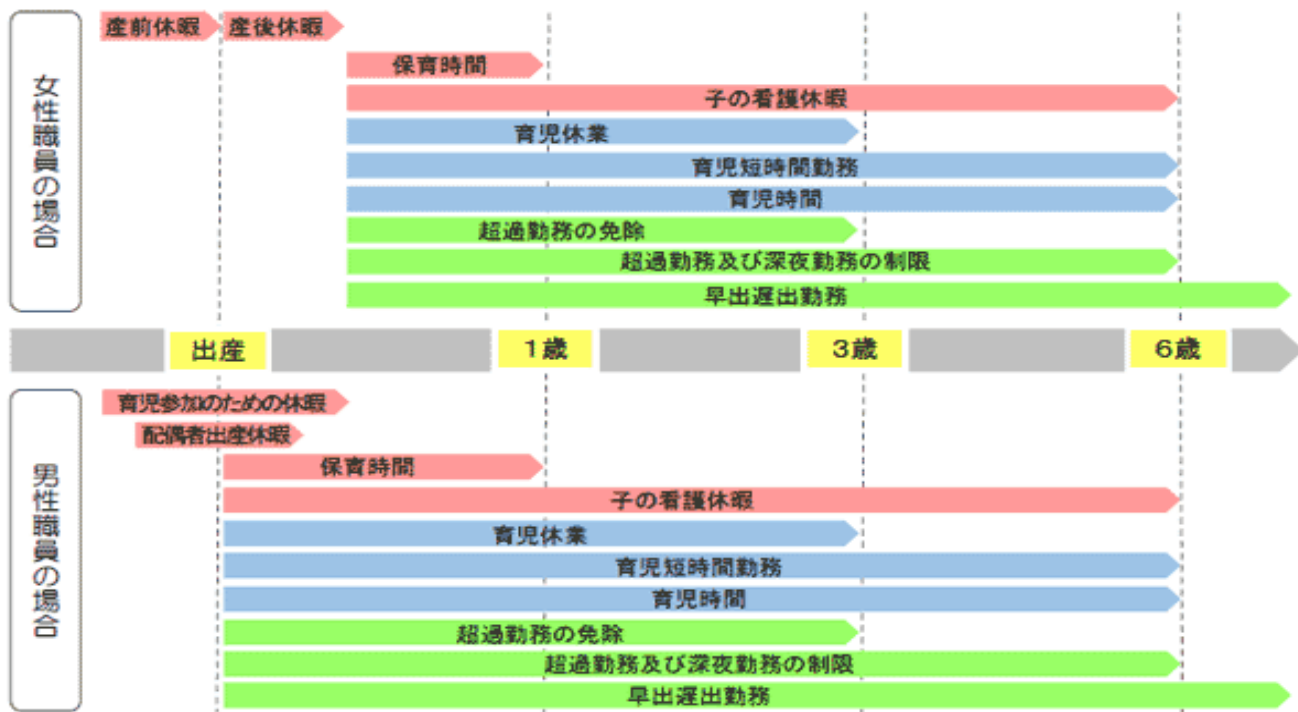 女性職員の場合
産前休暇 産後休暇
保育時間
子の看護休暇
育児休業
育児短時間勤務
育児時間
超過勤務の免除
超過勤務及び深夜勤務の制限
早出遅出勤務
出産 1歳 3歳 6歳
男性職員の場合
育児参加のための休暇
配偶者出産休暇
保育時間
子の看護休暇
育児休業
育児短時間勤務
育児時間
超過勤務の免除
超過勤務及び深夜勤務の制限
早出遅出勤務